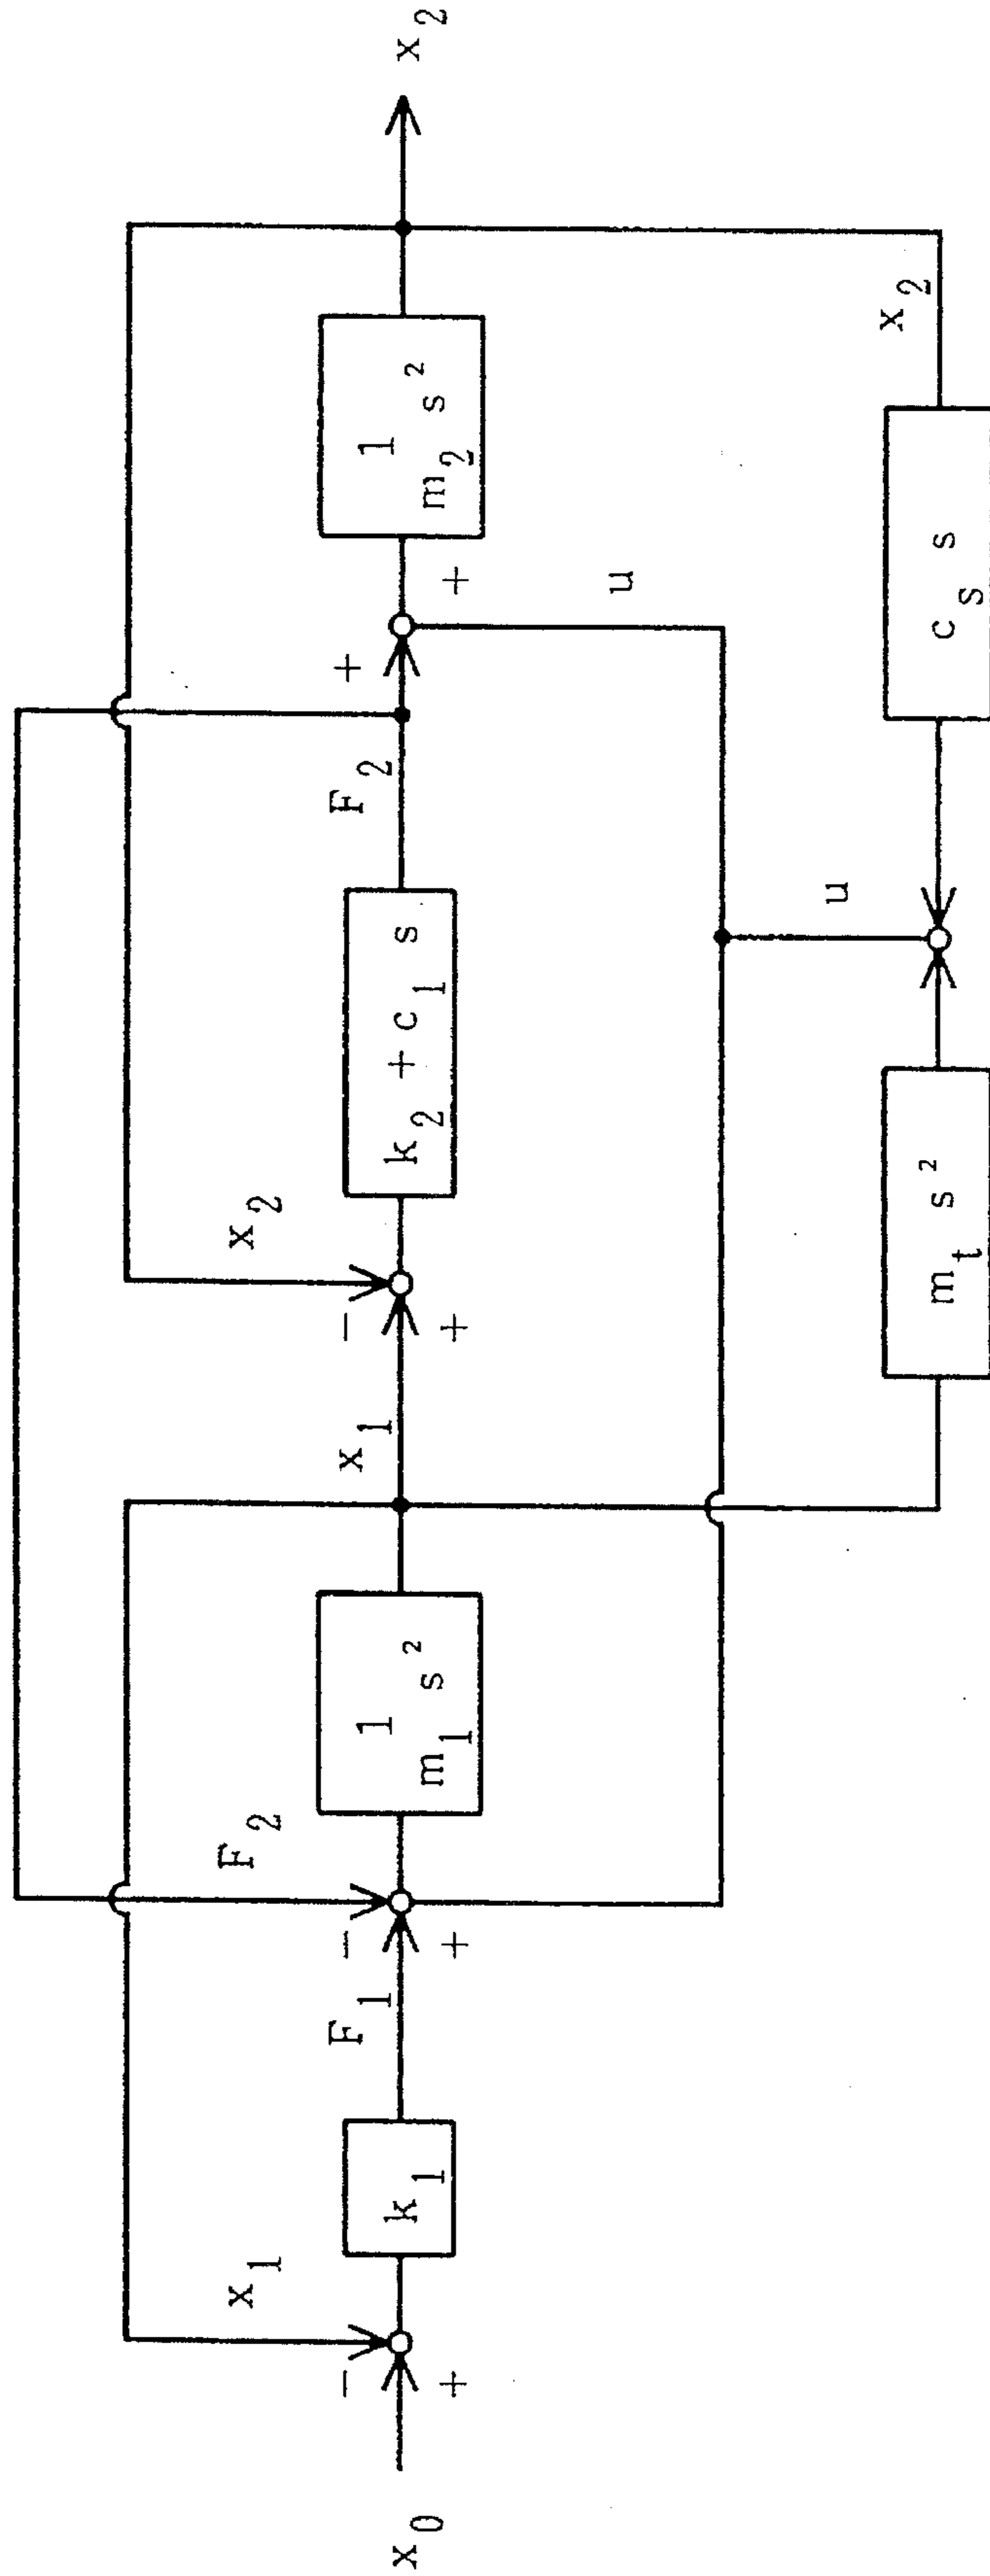 x₀
+
−
x₁
k₁
F₁
+
−
F₂
1
m₁ s²
x₁
+
−
x₂
k₂ + c₁ s
F₂
+
+
u
1
m₂ s²
x₂
mₜ s²
u
cₛ s
x₂